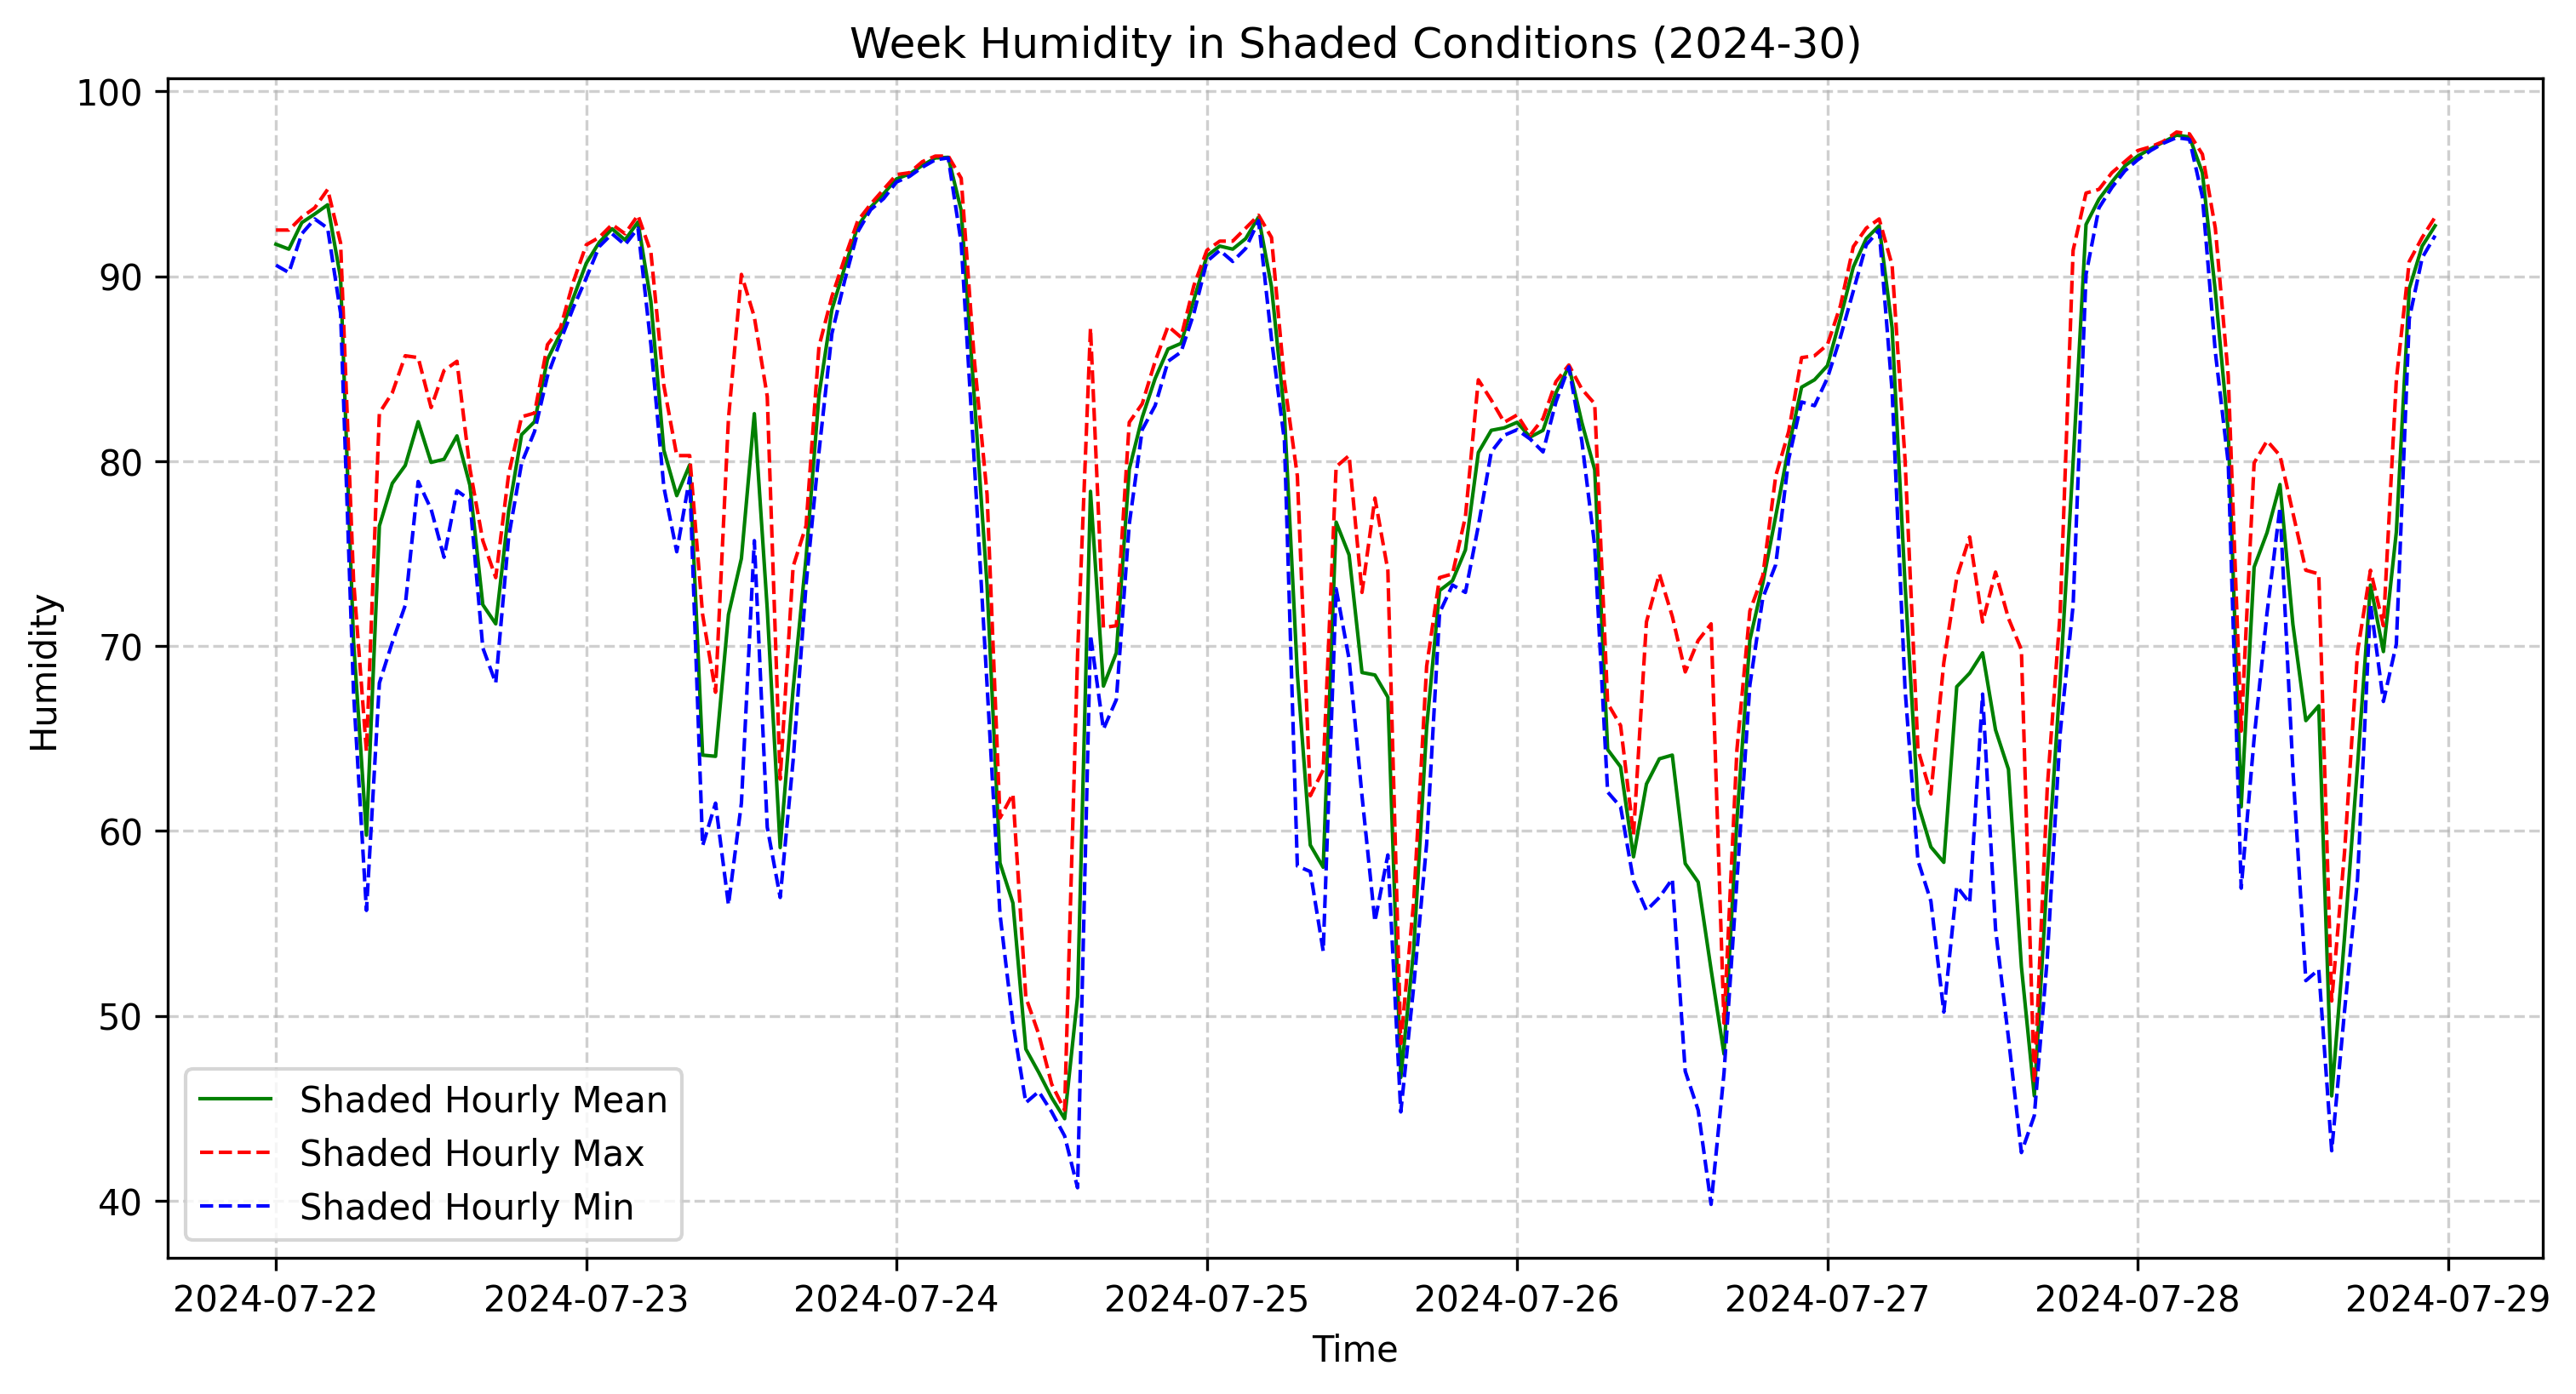 Week Humidity in Shaded Conditions (2024-30)
100
90
80
70
60
50
40
Humidity
Shaded Hourly Mean
Shaded Hourly Max
Shaded Hourly Min
2024-07-22 2024-07-23 2024-07-24 2024-07-25 2024-07-26 2024-07-27 2024-07-28 2024-07-29
Time